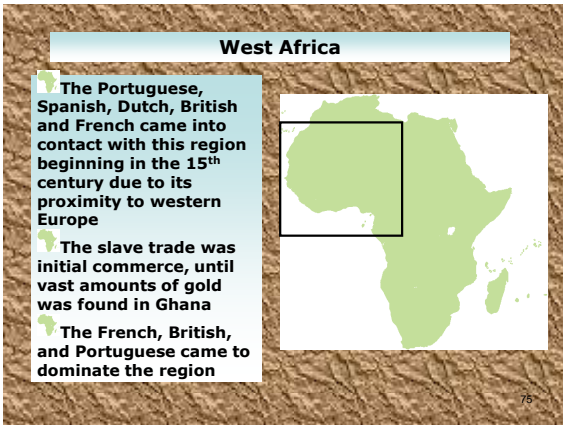 West Africa
The Portuguese,
Spanish, Dutch, British
and French came into
contact with this region
beginning in the 15th
century due to its
proximity to western
Europe
The slave trade was
initial commerce, until
vast amounts of gold
was found in Ghana
The French, British,
and Portuguese came to
dominate the region
75